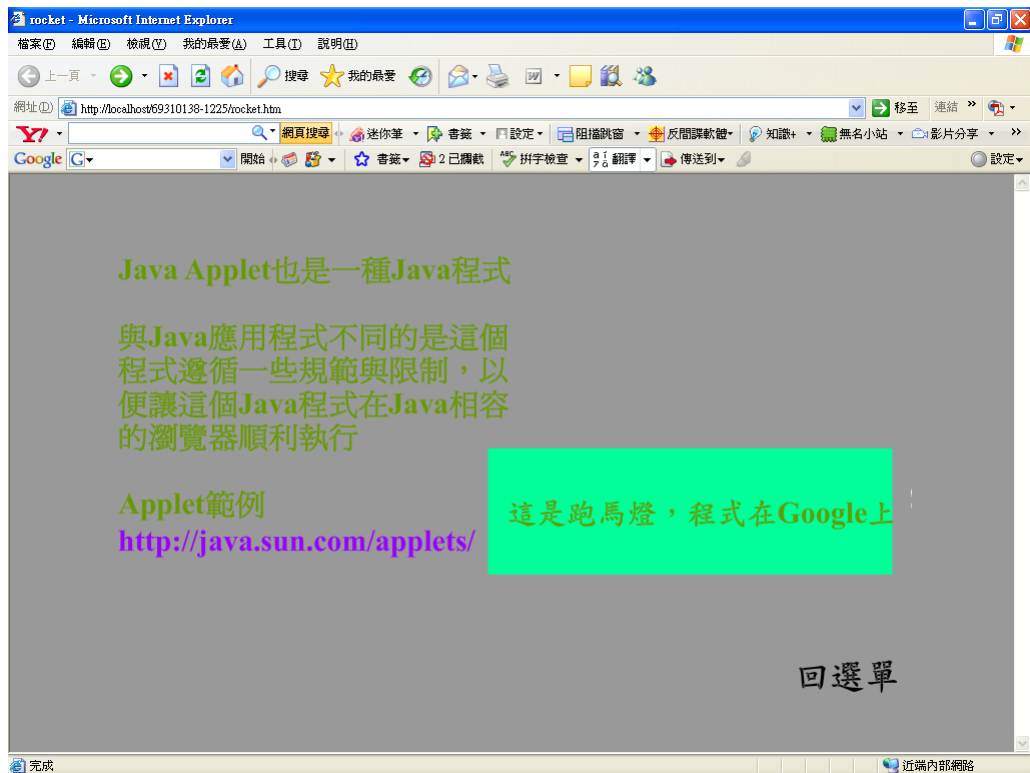 rocket - Microsoft Internet Explorer
檔案(F) 編輯(E) 檢視(V) 我的最愛(A) 工具(T) 說明(H)
上一頁 搜尋 我的最愛
網址(D) http://localhost/69310138-1225/rocket.htm 移至 連結 »
Y! 網頁搜尋 迷你筆 書籤 設定 阻擋跳窗 反間諜軟體 知識+ 無名小站 影片分享 »
Google G 開始 書籤 2 已攔截 ABC 拼字檢查 翻譯 傳送到 設定
Java Applet也是一種Java程式
與Java應用程式不同的是這個
程式遵循一些規範與限制，以
便讓這個Java程式在Java相容
的瀏覽器順利執行
Applet範例
http://java.sun.com/applets/
這是跑馬燈，程式在Google上
回選單
完成 近端內部網路